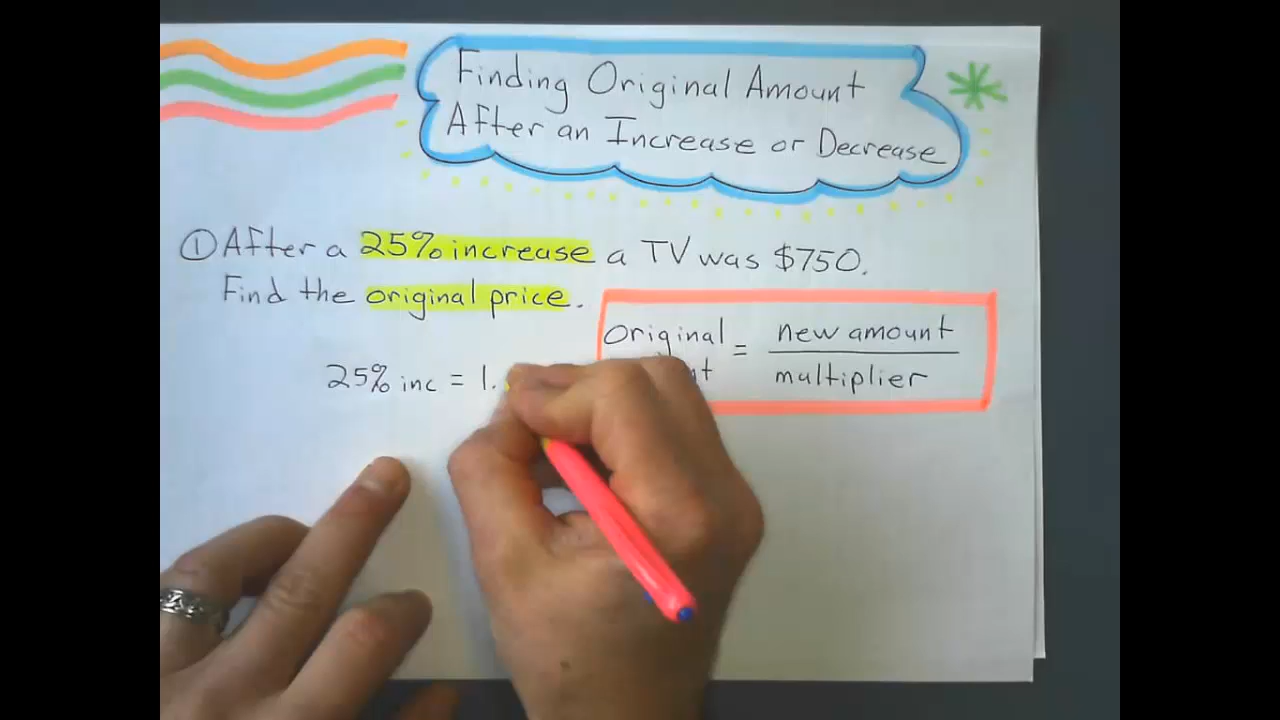 Finding Original Amount
After an Increase or Decrease
① After a 25% increase a TV was $750.
Find the original price.
Original = new amount
multiplier
25% inc = 1.